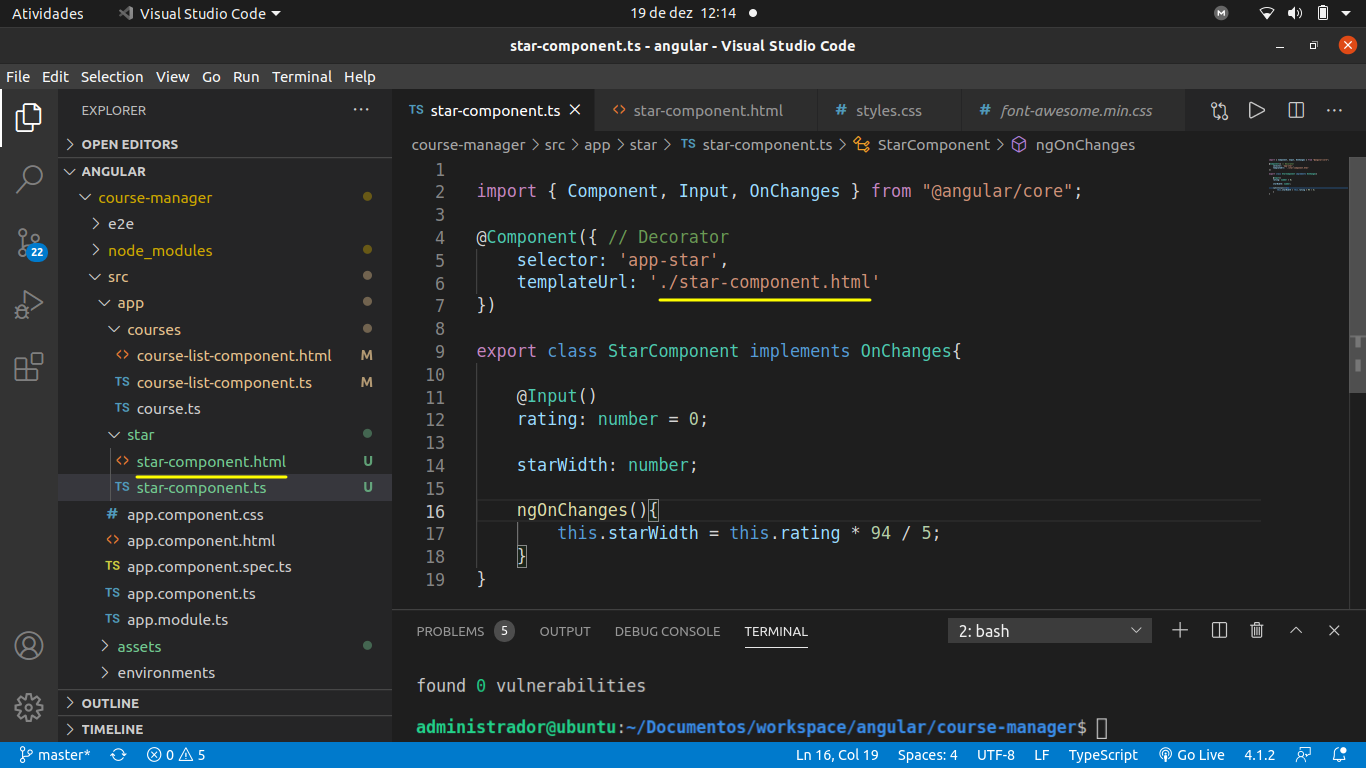 Atividades Visual Studio Code 19 de dez 12:14
star-component.ts - angular - Visual Studio Code
File Edit Selection View Go Run Terminal Help
EXPLORER
OPEN EDITORS
ANGULAR
course-manager
e2e
node_modules
src
app
courses
course-list-component.html M
TS course-list-component.ts M
TS course.ts
star
star-component.html U
TS star-component.ts U
# app.component.css
app.component.html
TS app.component.spec.ts
TS app.component.ts
TS app.module.ts
assets
environments
OUTLINE
TIMELINE
22
TS star-component.ts star-component.html # styles.css # font-awesome.min.css
course-manager > src > app > star > TS star-component.ts > StarComponent > ngOnChanges
1
2 import { Component, Input, OnChanges } from "@angular/core";
3
4 @Component({ // Decorator
5 selector: 'app-star',
6 templateUrl: './star-component.html'
7 })
8
9 export class StarComponent implements OnChanges{
10
11 @Input()
12 rating: number = 0;
13
14 starWidth: number;
15
16 ngOnChanges(){
17 this.starWidth = this.rating * 94 / 5;
18 }
19 }
PROBLEMS 5 OUTPUT DEBUG CONSOLE TERMINAL 2: bash
found 0 vulnerabilities
administrador@ubuntu:~/Documentos/workspace/angular/course-manager$
master* 0 5 Ln 16, Col 19 Spaces: 4 UTF-8 LF TypeScript Go Live 4.1.2